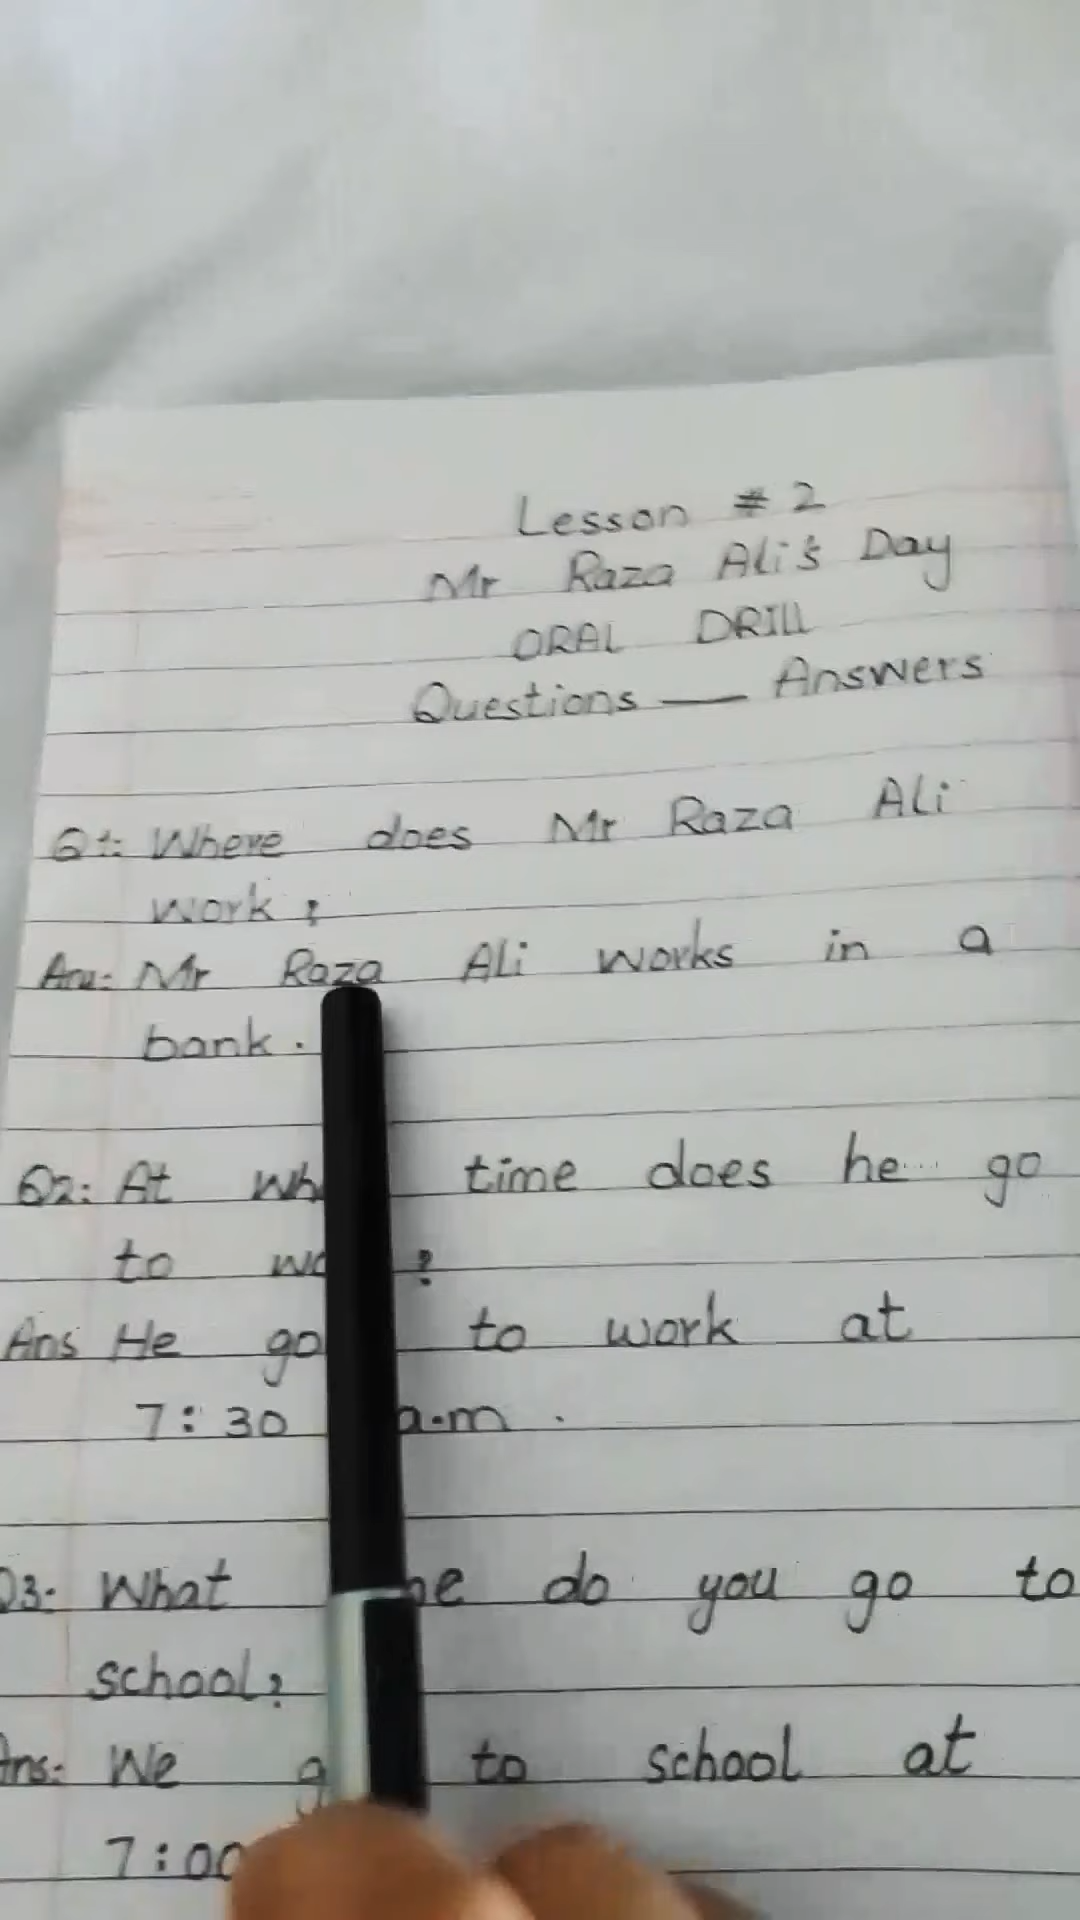 Lesson # 2
Mr Raza Ali's Day
ORAL DRILL
Questions — Answers
Q1: Where does Mr Raza Ali
work?
Ans: Mr Raza Ali works in a
bank.
Q2: At time does he go
to ?
Ans He to work at
7:30 a.m.
Q3: What do you go to
school?
Ans: We to school at
7:00